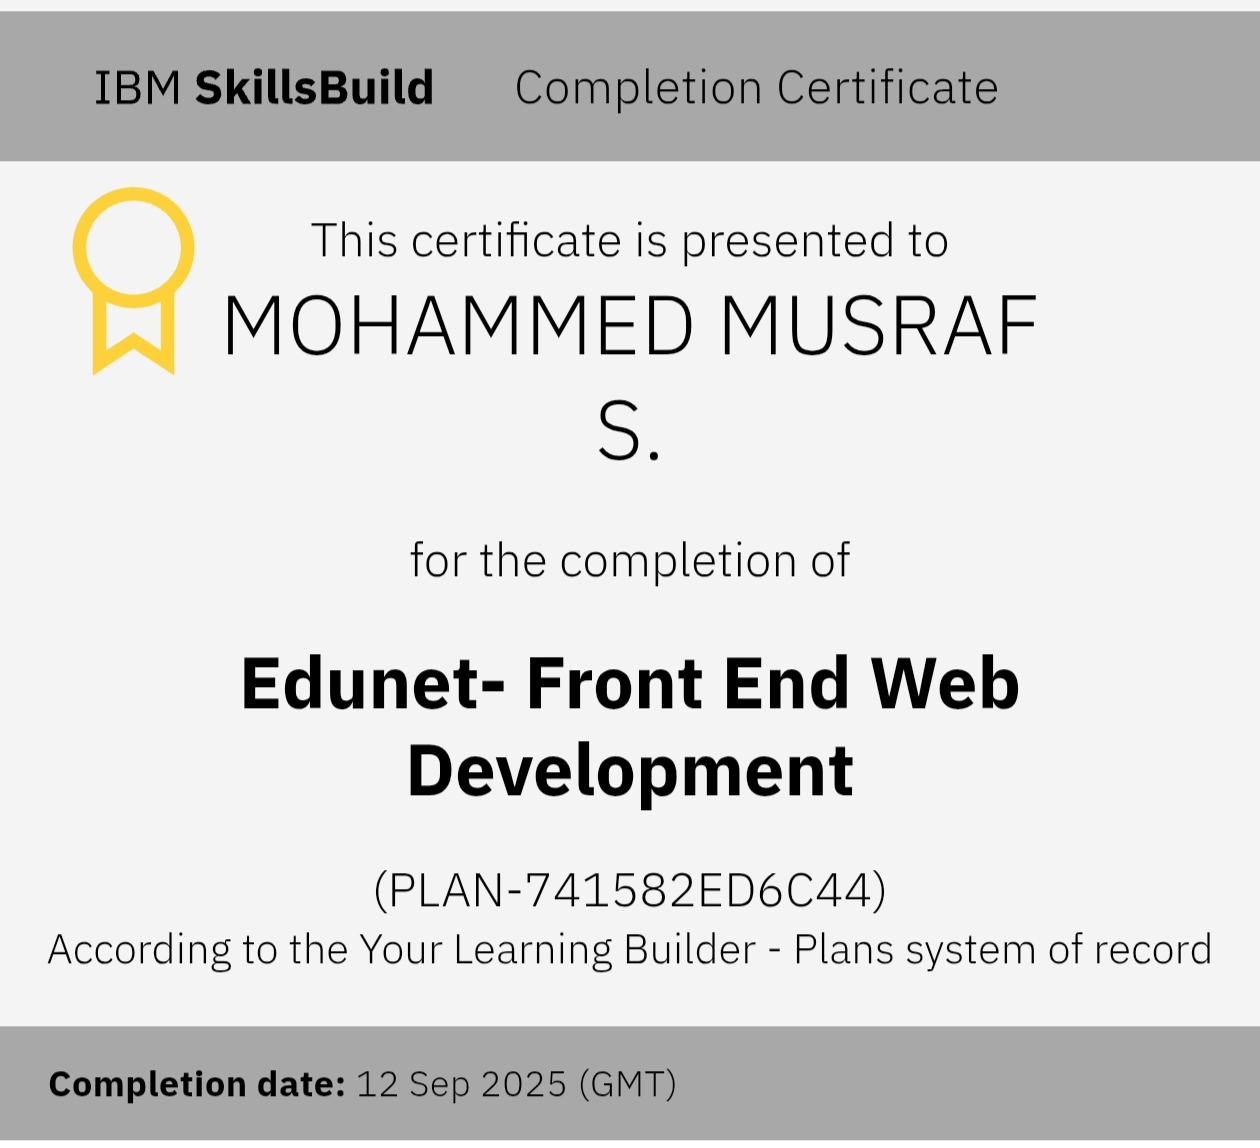 IBM SkillsBuild Completion Certificate
This certificate is presented to
MOHAMMED MUSRAF
S.
for the completion of
Edunet- Front End Web
Development
(PLAN-741582ED6C44)
According to the Your Learning Builder - Plans system of record
Completion date: 12 Sep 2025 (GMT)